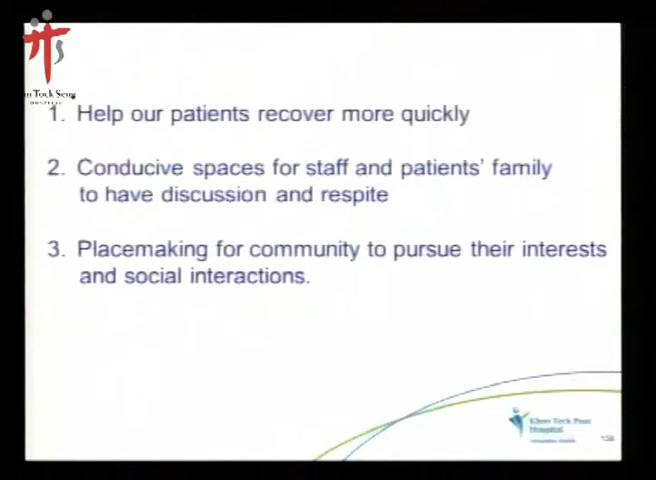 Tock Seng
HOSPITAL
1. Help our patients recover more quickly
2. Conducive spaces for staff and patients' family
to have discussion and respite
3. Placemaking for community to pursue their interests
and social interactions.
Khoo Teck Puat
Hospital